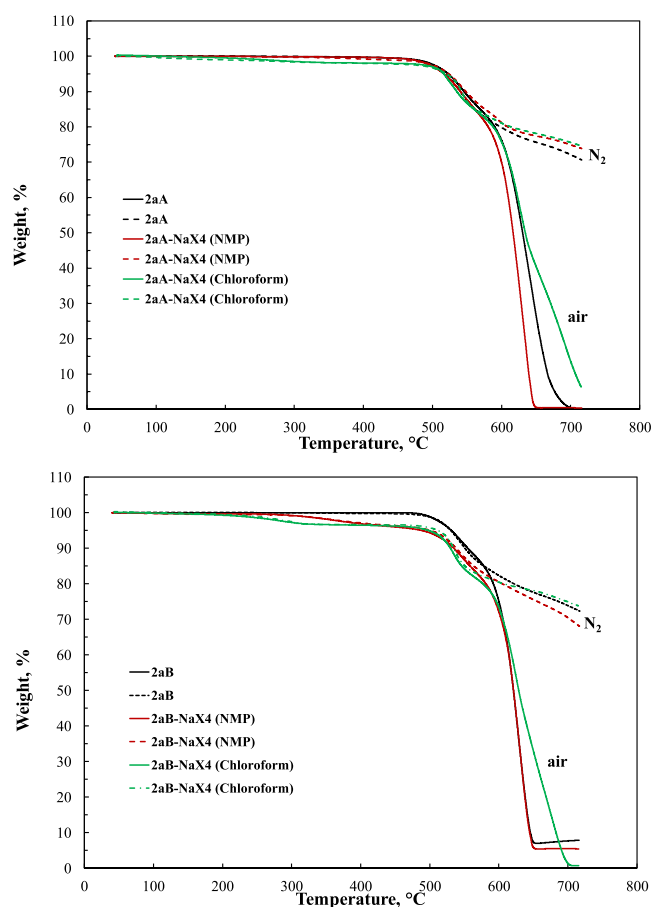 110
100
90
80
70
60
50
40
30
20
10
0
Weight, %
N2
2aA
2aA
2aA-NaX4 (NMP)
2aA-NaX4 (NMP)
2aA-NaX4 (Chloroform)
2aA-NaX4 (Chloroform)
air
0 100 200 300 400 500 600 700 800
Temperature, °C
110
100
90
80
70
60
50
40
30
20
10
0
Weight, %
N2
2aB
2aB
2aB-NaX4 (NMP)
2aB-NaX4 (NMP)
2aB-NaX4 (Chloroform)
2aB-NaX4 (Chloroform)
air
0 100 200 300 400 500 600 700 800
Temperature, °C